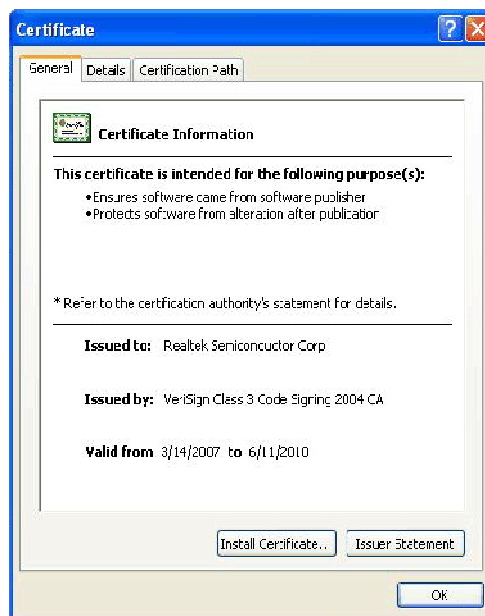 Certificate
General Details Certification Path
Certificate Information
This certificate is intended for the following purpose(s):
•Ensures software came from software publisher
•Protects software from alteration after publication
* Refer to the certification authority's statement for details.
Issued to: Realtek Semiconductor Corp
Issued by: VeriSign Class 3 Code Signing 2004 CA
Valid from 3/14/2007 to 6/11/2010
Install Certificate... Issuer Statement
OK